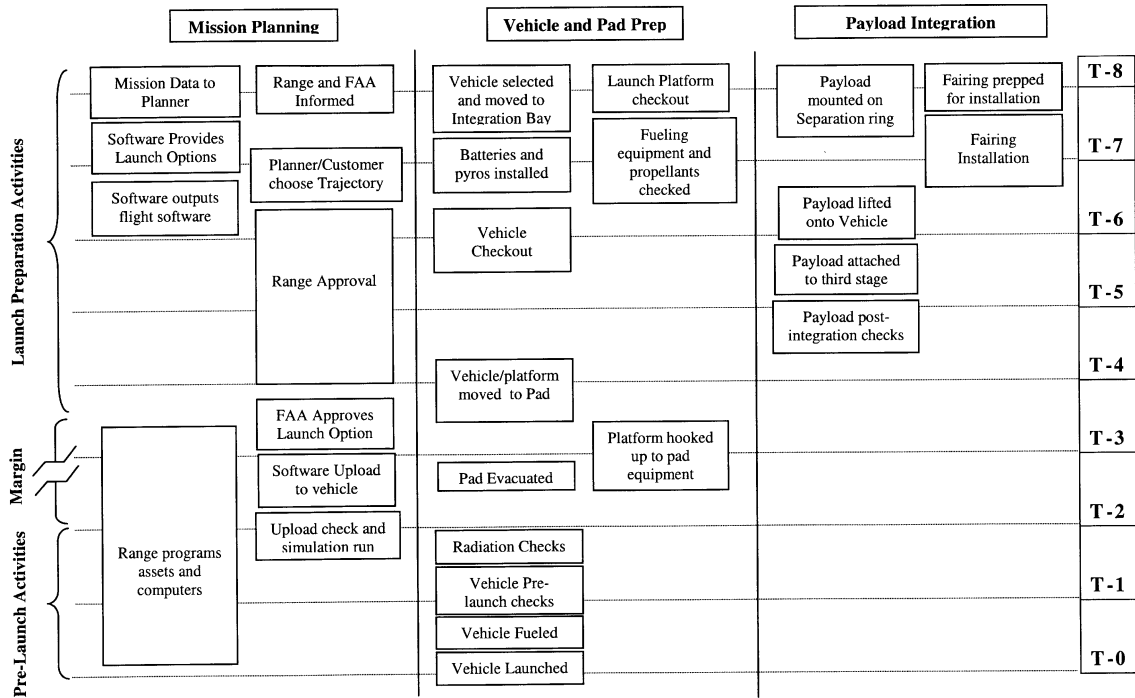 Mission Planning
Vehicle and Pad Prep
Payload Integration
Launch Preparation Activities
Margin
Pre-Launch Activities
Mission Data to
Planner
Software Provides
Launch Options
Software outputs
flight software
Range and FAA
Informed
Planner/Customer
choose Trajectory
Range Approval
FAA Approves
Launch Option
Software Upload
to vehicle
Upload check and
simulation run
Range programs
assets and
computers
Vehicle selected
and moved to
Integration Bay
Batteries and
pyros installed
Vehicle
Checkout
Vehicle/platform
moved to Pad
Pad Evacuated
Radiation Checks
Vehicle Pre-
launch checks
Vehicle Fueled
Vehicle Launched
Launch Platform
checkout
Fueling
equipment and
propellants
checked
Platform hooked
up to pad
equipment
Payload
mounted on
Separation ring
Payload lifted
onto Vehicle
Payload attached
to third stage
Payload post-
integration checks
Fairing prepped
for installation
Fairing
Installation
T-8
T-7
T-6
T-5
T-4
T-3
T-2
T-1
T-0